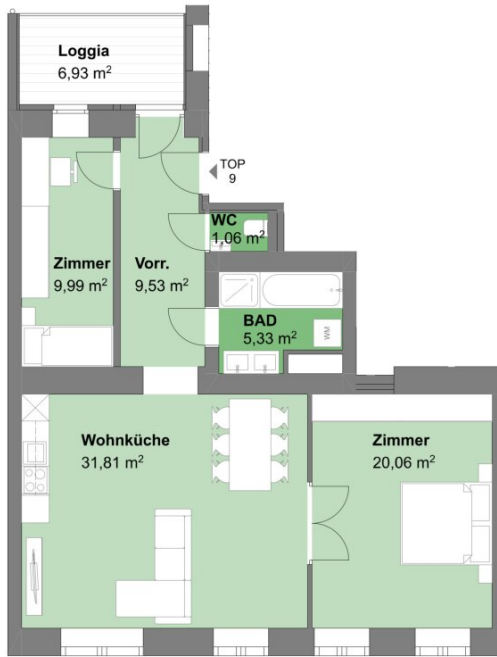 Loggia
6,93 m²
TOP
9
WC
1,06 m²
Zimmer
9,99 m²
Vorr.
9,53 m²
BAD
5,33 m²
WM
Wohnküche
31,81 m²
Zimmer
20,06 m²